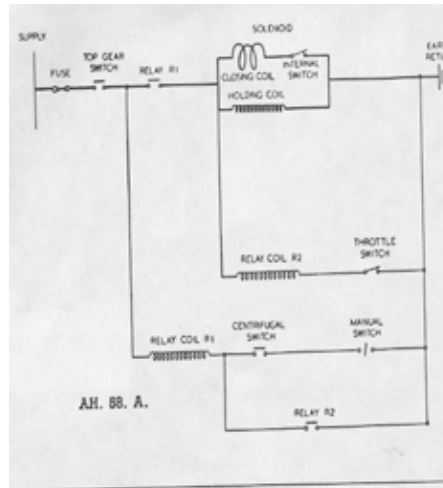 SUPPLY
FUSE
TOP GEAR
SWITCH
RELAY R1
SOLENOID
CLOSING COIL
INTERNAL
SWITCH
HOLDING COIL
RELAY COIL R2
THROTTLE
SWITCH
RELAY COIL R1
CENTRIFUGAL
SWITCH
MANUAL
SWITCH
RELAY R2
A.H. 88. A.